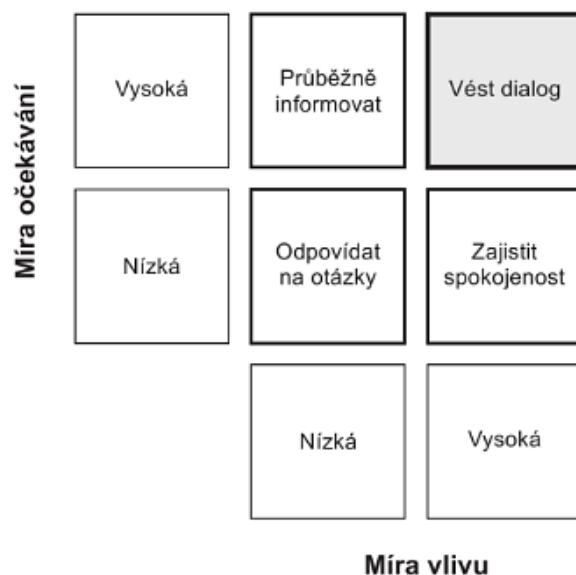 Míra očekávání
Vysoká
Průběžně
informovat
Vést dialog
Nízká
Odpovídat
na otázky
Zajistit
spokojenost
Nízká
Vysoká
Míra vlivu